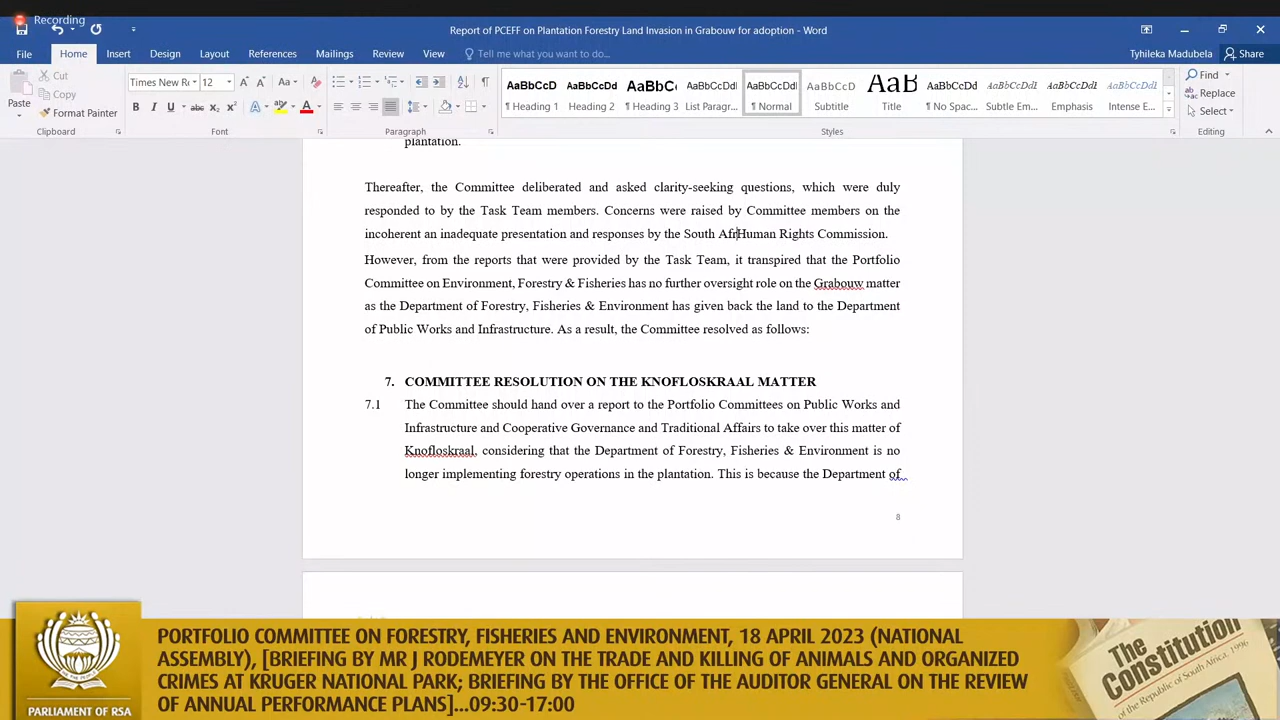 Recording
Report of PCEFF on Plantation Forestry Land Invasion in Grabouw for adoption - Word
File Home Insert Design Layout References Mailings Review View Tell me what you want to do... Tyhileka Madubela Share
Cut
Copy
Format Painter
Paste
Clipboard
Times New R 12
Font
Paragraph
AaBbCcD ¶ Heading 1
AaBbCcDd ¶ Heading 2
AaBbC ¶ Heading 3
AaBbCcDdI ¶ List Paragr...
AaBbCcDdI ¶ Normal
AaBbCcD Subtitle
AaB Title
AaBbCcDd ¶ No Spac...
AaBbCcDdI Subtle Em...
AaBbCcDdI Emphasis
AaBbCcDdI Intense E...
Styles
Find
Replace
Select
Editing
plantation.
Thereafter, the Committee deliberated and asked clarity-seeking questions, which were duly
responded to by the Task Team members. Concerns were raised by Committee members on the
incoherent an inadequate presentation and responses by the South AfrHuman Rights Commission.
However, from the reports that were provided by the Task Team, it transpired that the Portfolio
Committee on Environment, Forestry & Fisheries has no further oversight role on the Grabouw matter
as the Department of Forestry, Fisheries & Environment has given back the land to the Department
of Public Works and Infrastructure. As a result, the Committee resolved as follows:
7. COMMITTEE RESOLUTION ON THE KNOFLOSKRAAL MATTER
7.1 The Committee should hand over a report to the Portfolio Committees on Public Works and
Infrastructure and Cooperative Governance and Traditional Affairs to take over this matter of
Knofloskraal, considering that the Department of Forestry, Fisheries & Environment is no
longer implementing forestry operations in the plantation. This is because the Department of
8
PORTFOLIO COMMITTEE ON FORESTRY, FISHERIES AND ENVIRONMENT, 18 APRIL 2023 (NATIONAL
ASSEMBLY), [BRIEFING BY MR J RODEMEYER ON THE TRADE AND KILLING OF ANIMALS AND ORGANIZED
CRIMES AT KRUGER NATIONAL PARK; BRIEFING BY THE OFFICE OF THE AUDITOR GENERAL ON THE REVIEW
OF ANNUAL PERFORMANCE PLANS]...09:30-17:00
PARLIAMENT OF RSA
The
Constitution
of the Republic of South Africa, 1996